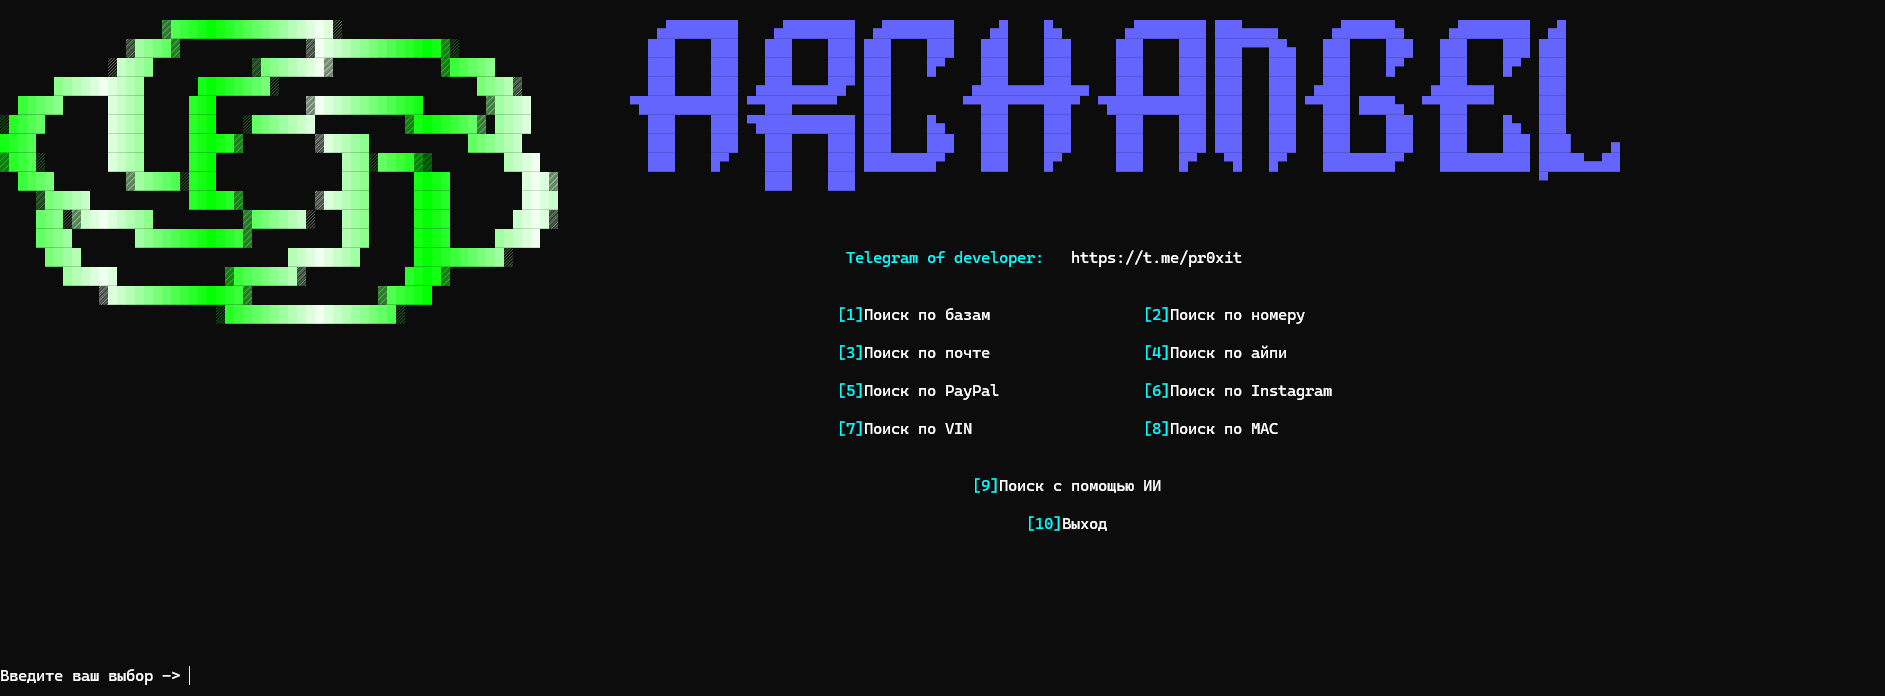 ARCHANGEL
Telegram of developer: https://t.me/pr0xit
[1]Поиск по базам [2]Поиск по номеру
[3]Поиск по почте [4]Поиск по айпи
[5]Поиск по PayPal [6]Поиск по Instagram
[7]Поиск по VIN [8]Поиск по MAC
[9]Поиск с помощью ИИ
[10]Выход
Введите ваш выбор —>